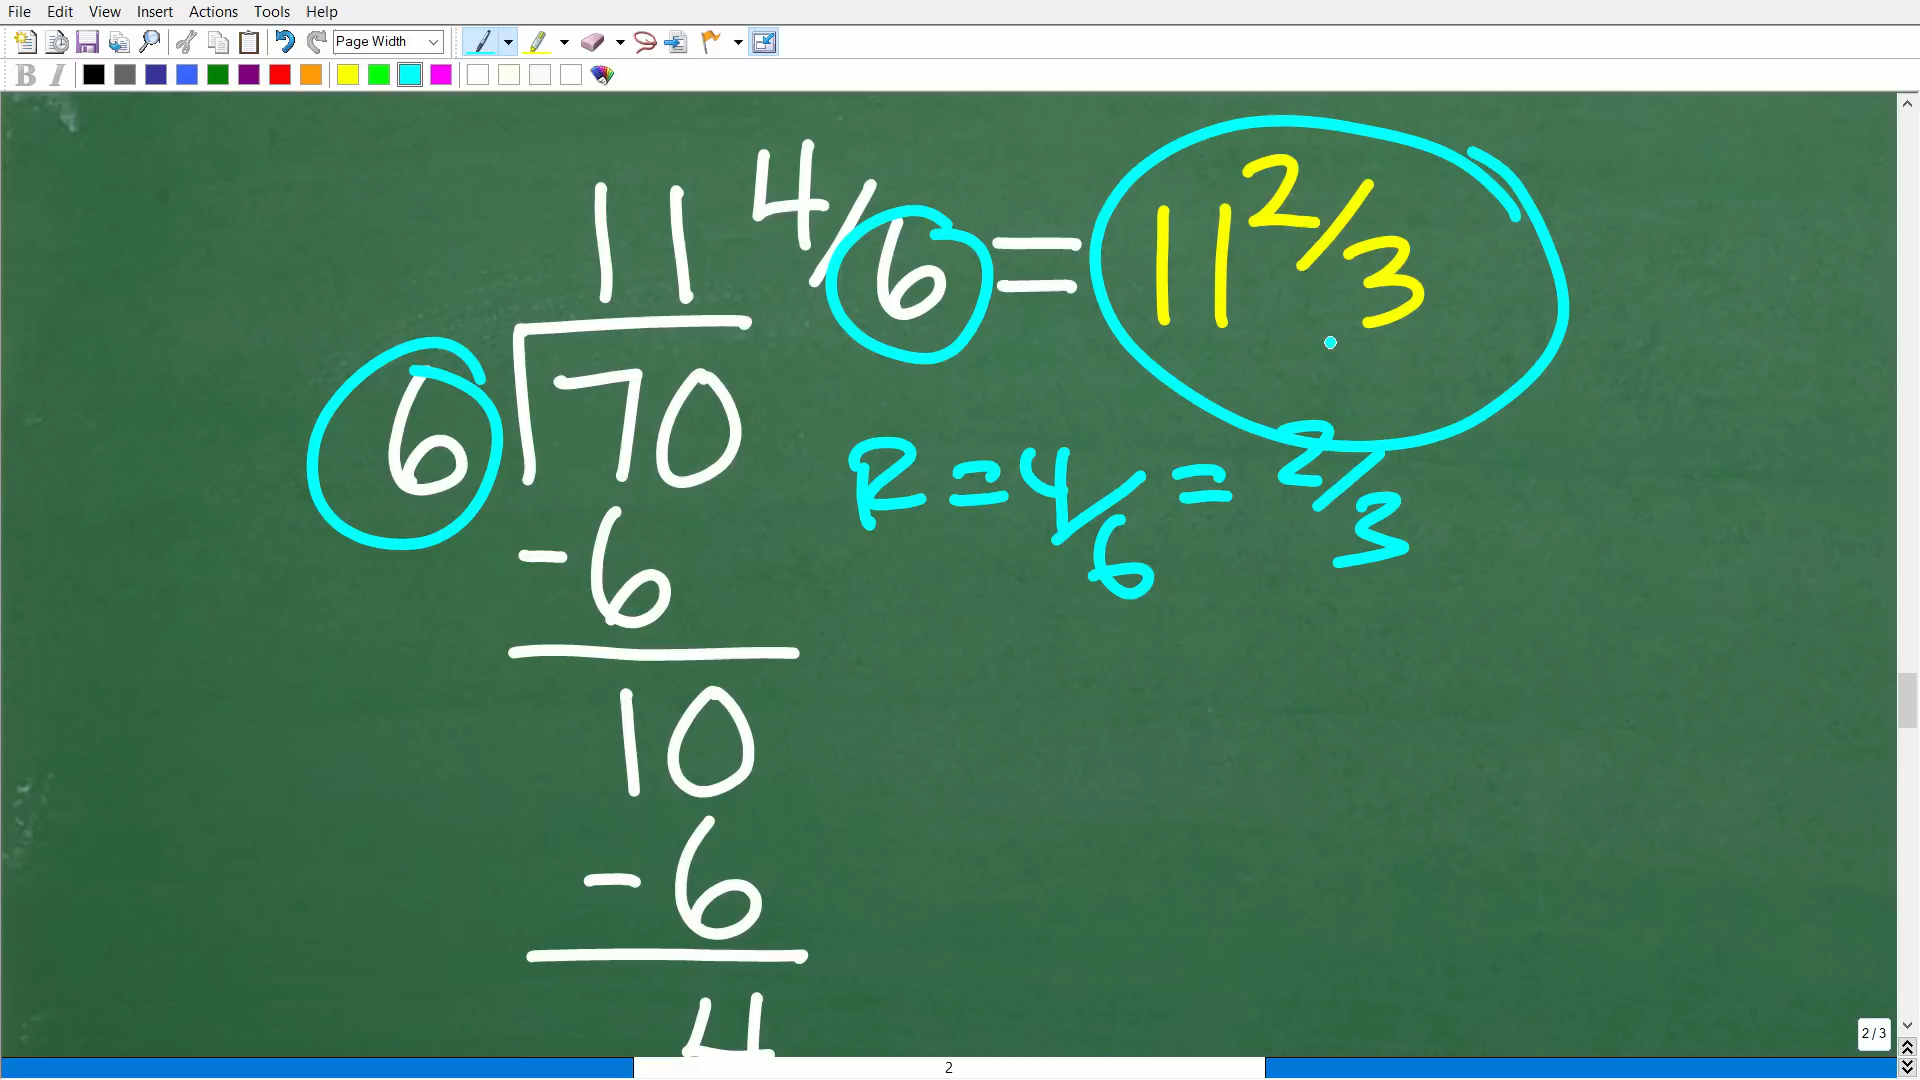 File Edit View Insert Actions Tools Help
Page Width
B I
11 4/6 = 11 2/3
6 70
R = 4/6 = 2/3
-6
10
-6
4
2 / 3
2